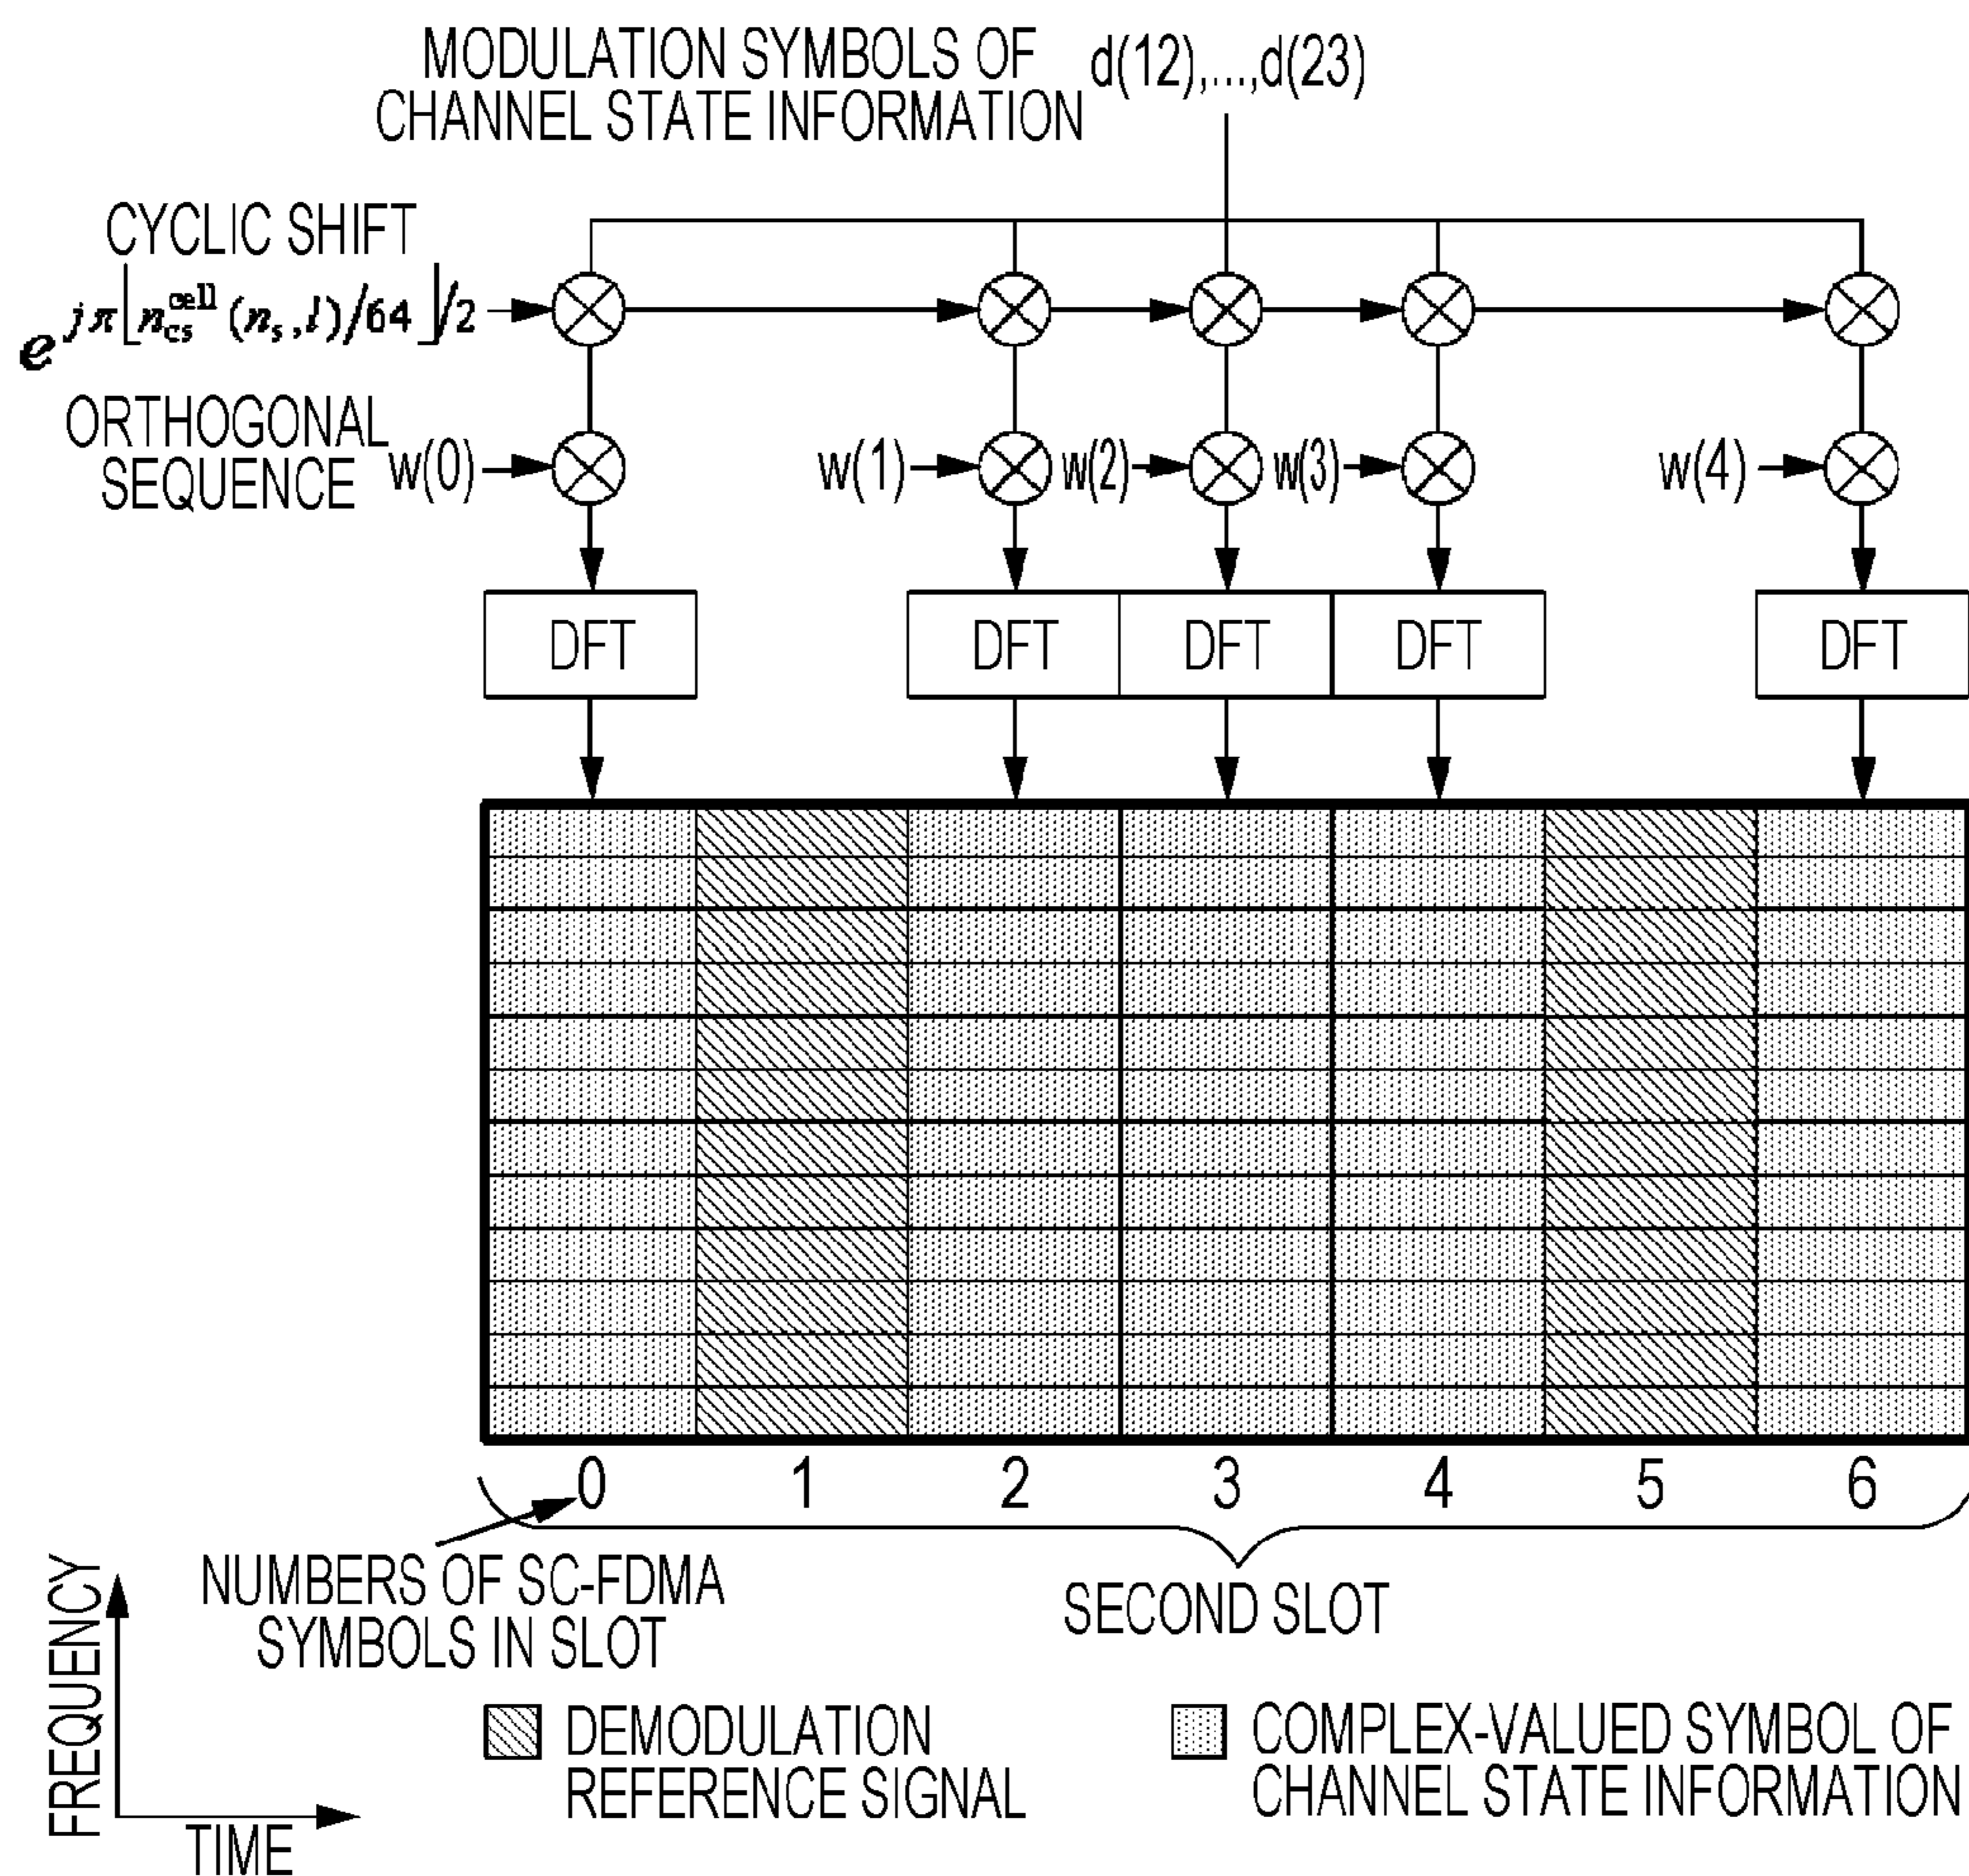 MODULATION SYMBOLS OF
CHANNEL STATE INFORMATION
d(12),...,d(23)
CYCLIC SHIFT
e^{jπ⌊n_{cs}^{cell}(n_s,l)/64⌋/2}
ORTHOGONAL
SEQUENCE
w(0) w(1) w(2) w(3) w(4)
DFT DFT DFT DFT DFT
0 1 2 3 4 5 6
NUMBERS OF SC-FDMA
SYMBOLS IN SLOT
SECOND SLOT
FREQUENCY
TIME
DEMODULATION
REFERENCE SIGNAL
COMPLEX-VALUED SYMBOL OF
CHANNEL STATE INFORMATION